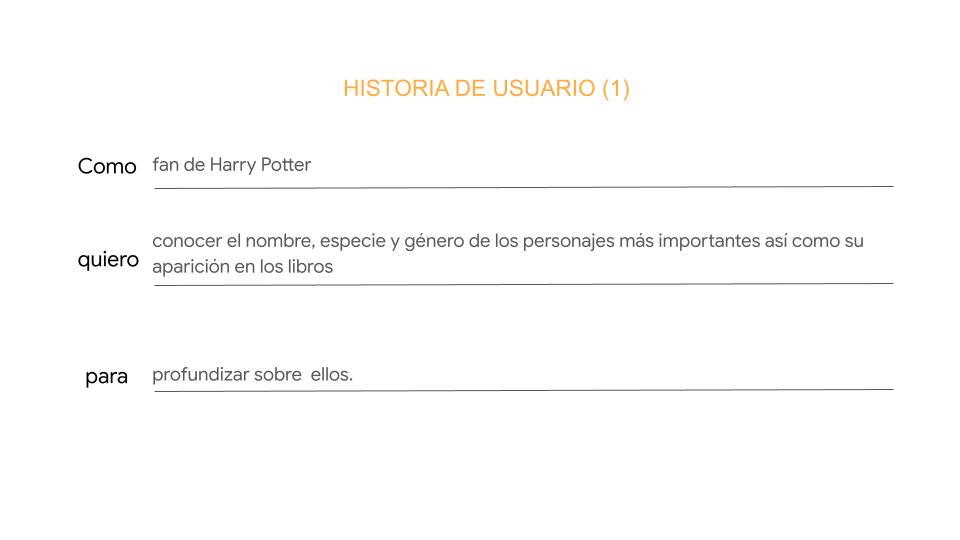 HISTORIA DE USUARIO (1)
Como fan de Harry Potter
quiero conocer el nombre, especie y género de los personajes más importantes así como su
aparición en los libros
para profundizar sobre  ellos.